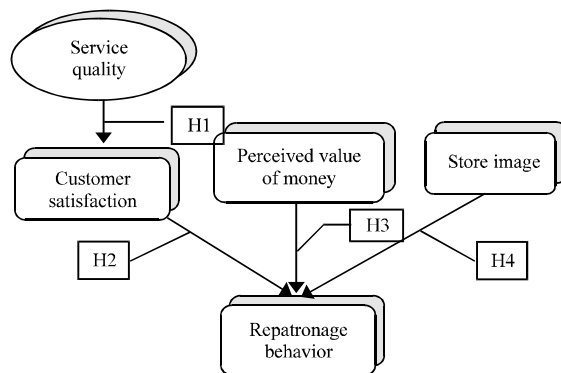 Service
quality
H1
Perceived value
of money
Store image
Customer
satisfaction
H3
H2
H4
Repatronage
behavior